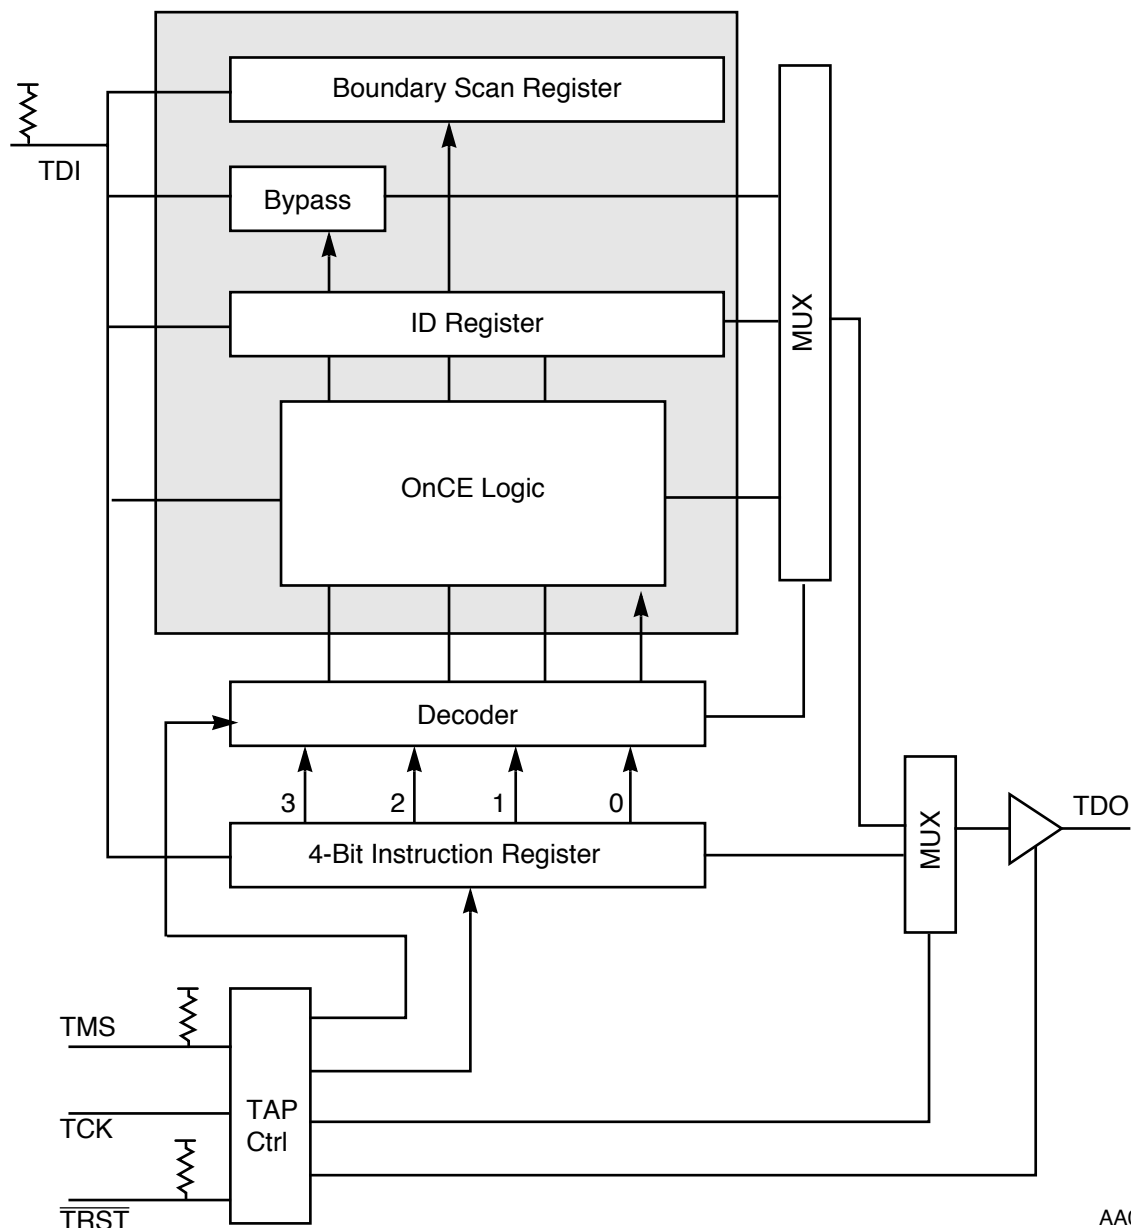 Boundary Scan Register
TDI
Bypass
ID Register
MUX
OnCE Logic
Decoder
3 2 1 0
4-Bit Instruction Register
MUX
TDO
TMS
TCK
TAP
Ctrl
TRST